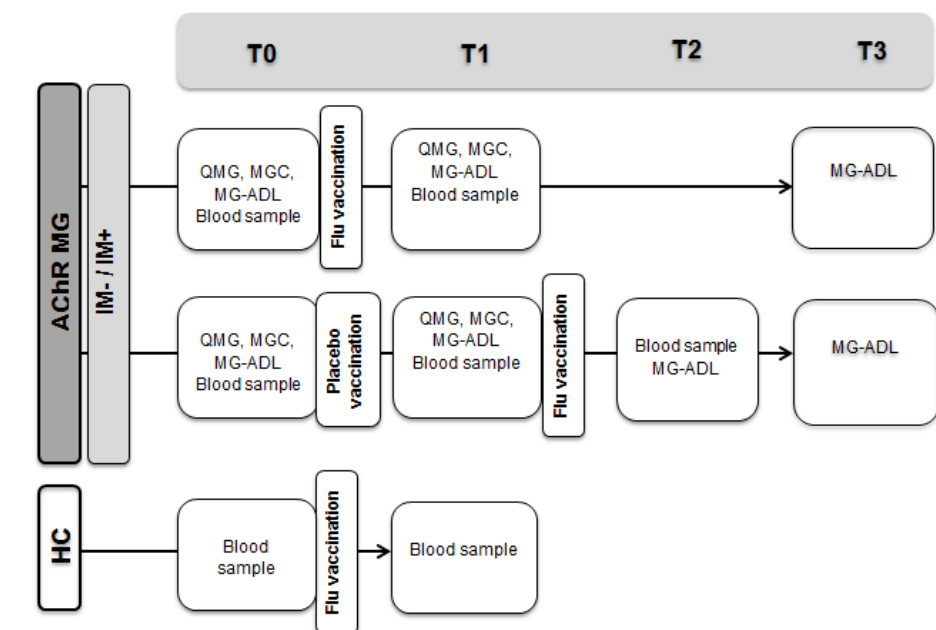 T0
T1
T2
T3
AChR MG
IM- / IM+
QMG, MGC,
MG-ADL
Blood sample
Flu vaccination
QMG, MGC,
MG-ADL
Blood sample
MG-ADL
QMG, MGC,
MG-ADL
Blood sample
Placebo
vaccination
QMG, MGC,
MG-ADL
Blood sample
Flu vaccination
Blood sample
MG-ADL
MG-ADL
HC
Blood
sample
Flu vaccination
Blood sample